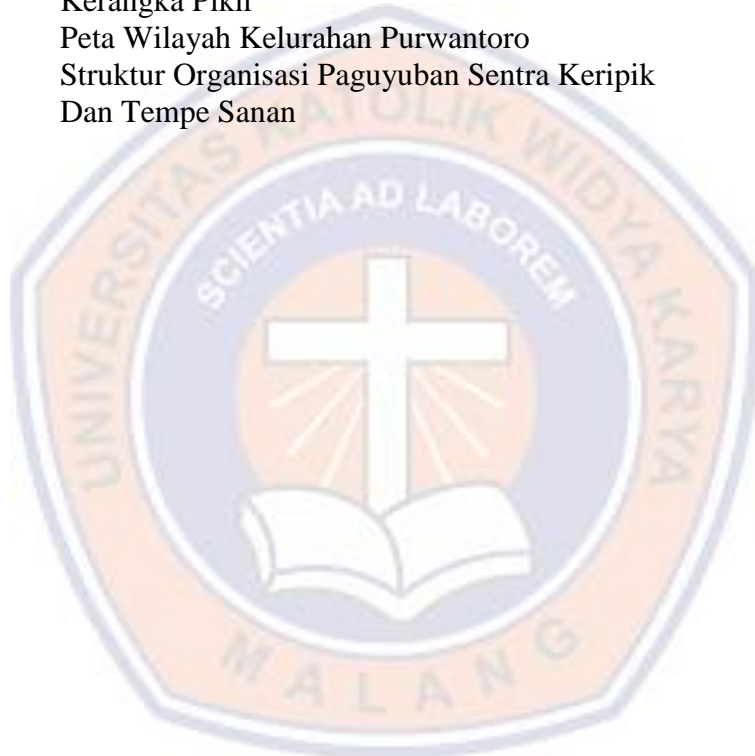 Kerangka Pikir
Peta Wilayah Kelurahan Purwantoro
Struktur Organisasi Paguyuban Sentra Keripik
Dan Tempe Sanan
UNIVERSITAS KATOLIK WIDYA KARYA
SCIENTIA AD LABOREM
MALANG